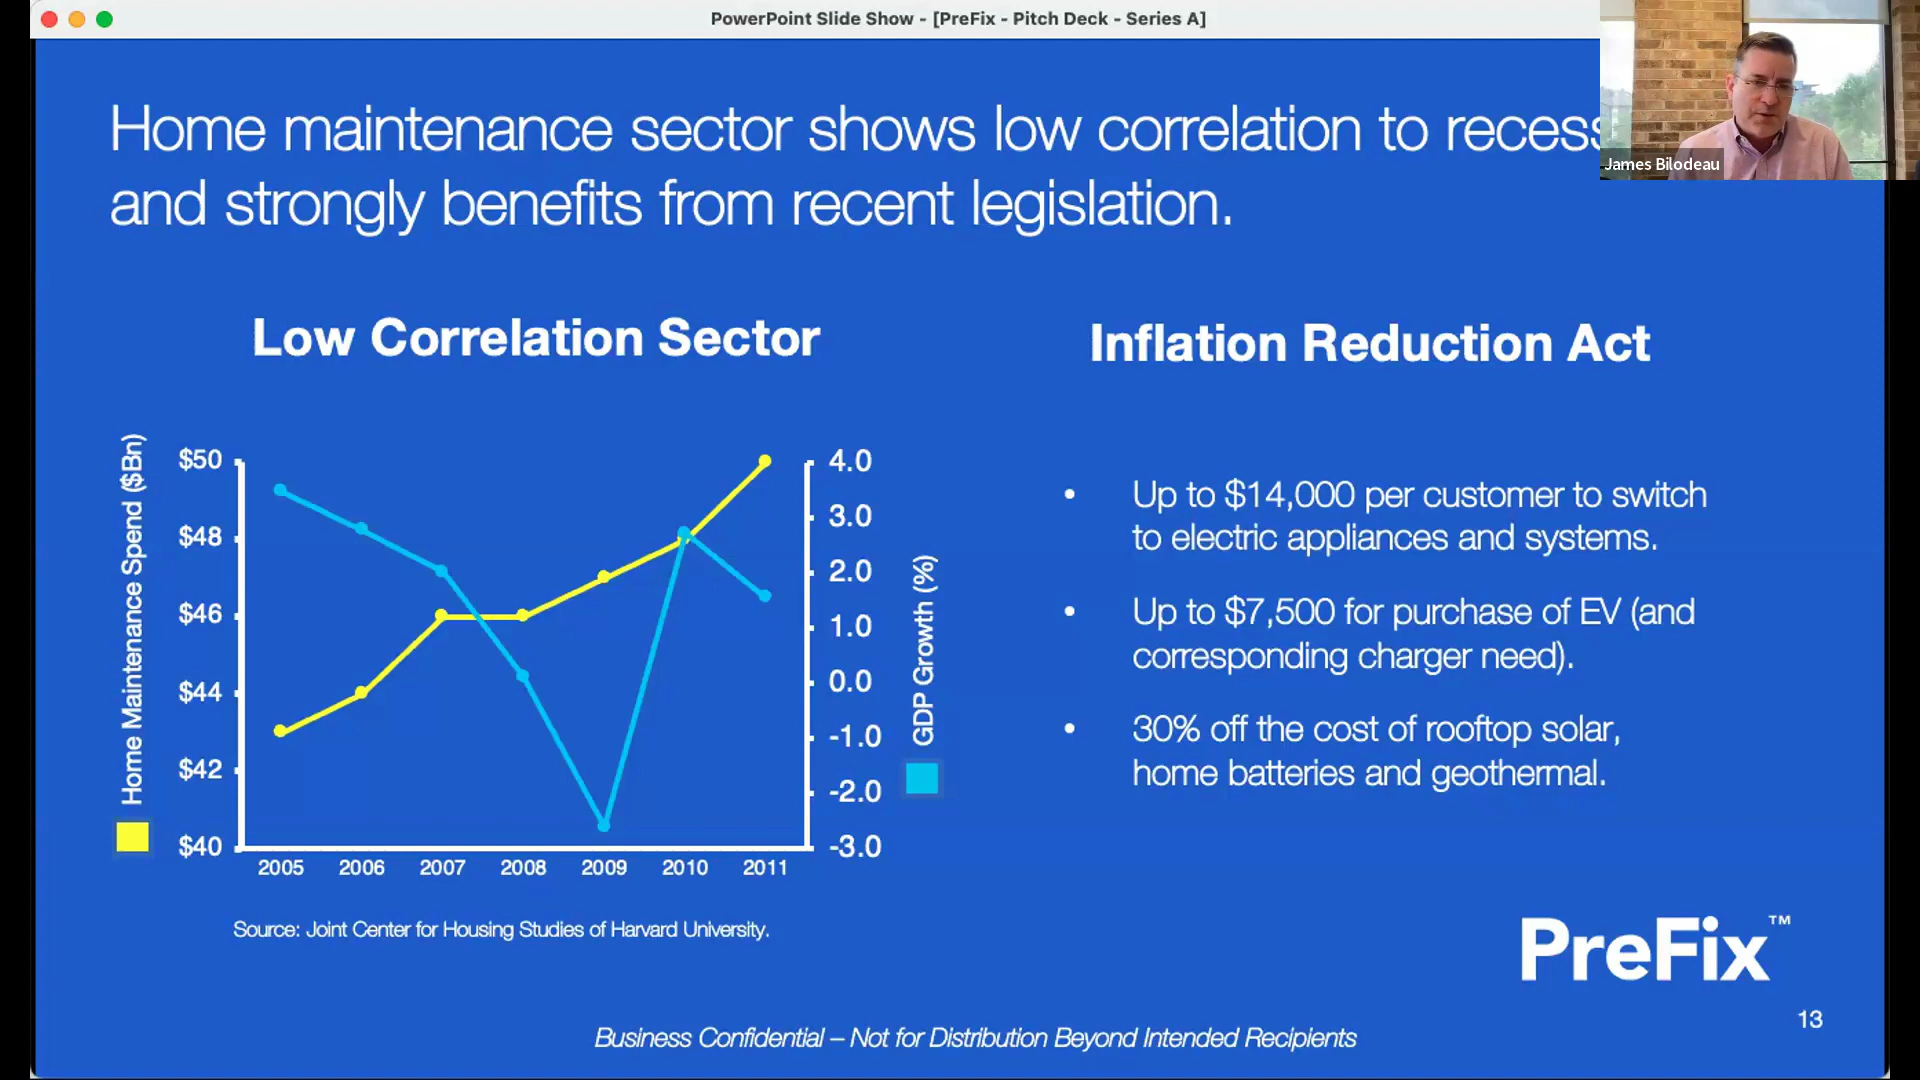 PowerPoint Slide Show - [PreFix - Pitch Deck - Series A]
James Bilodeau
Home maintenance sector shows low correlation to
and strongly benefits from recent legislation.
Low Correlation Sector
Home Maintenance Spend ($Bn)
$50
$48
$46
$44
$42
$40
4.0
3.0
2.0
1.0
0.0
-1.0
-2.0
-3.0
GDP Growth (%)
2005 2006 2007 2008 2009 2010 2011
Source: Joint Center for Housing Studies of Harvard University.
Inflation Reduction Act
• Up to $14,000 per customer to switch
to electric appliances and systems.
• Up to $7,500 for purchase of EV (and
corresponding charger need).
• 30% off the cost of rooftop solar,
home batteries and geothermal.
PreFix™
13
Business Confidential – Not for Distribution Beyond Intended Recipients